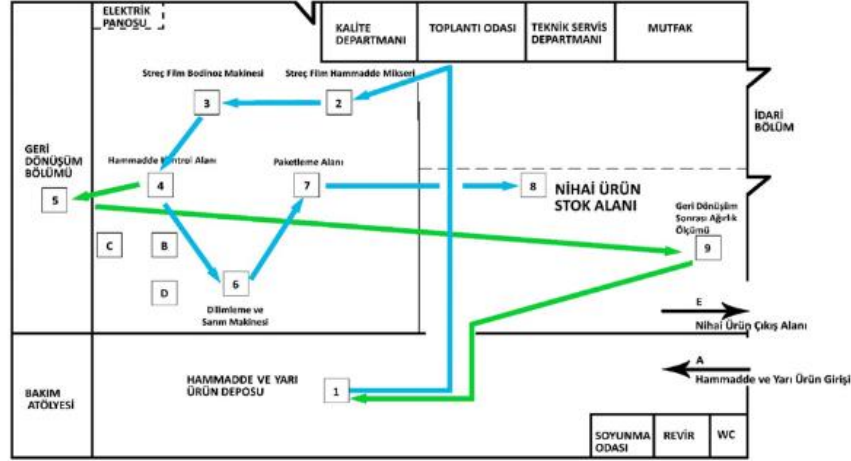 ELEKTRİK
PANOSU
KALİTE
DEPARTMANI
TOPLANTI ODASI
TEKNİK SERVİS
DEPARTMANI
MUTFAK
Streç Film Bodinoz Makinesi
Streç Film Hammadde Mikseri
3
2
İDARİ
BÖLÜM
GERİ
DÖNÜŞÜM
BÖLÜMÜ
Hammadde Kontrol Alanı
Paketleme Alanı
4
7
8
5
NİHAİ ÜRÜN
STOK ALANI
Geri Dönüşüm
Sonrası Ağırlık
Ölçümü
9
C
B
D
6
Dilimleme ve
Sarım Makinesi
E
Nihai Ürün Çıkış Alanı
A
Hammadde ve Yarı Ürün Girişi
HAMMADDE VE YARI
ÜRÜN DEPOSU
1
BAKIM
ATÖLYESİ
SOYUNMA
ODASI
REVİR
WC